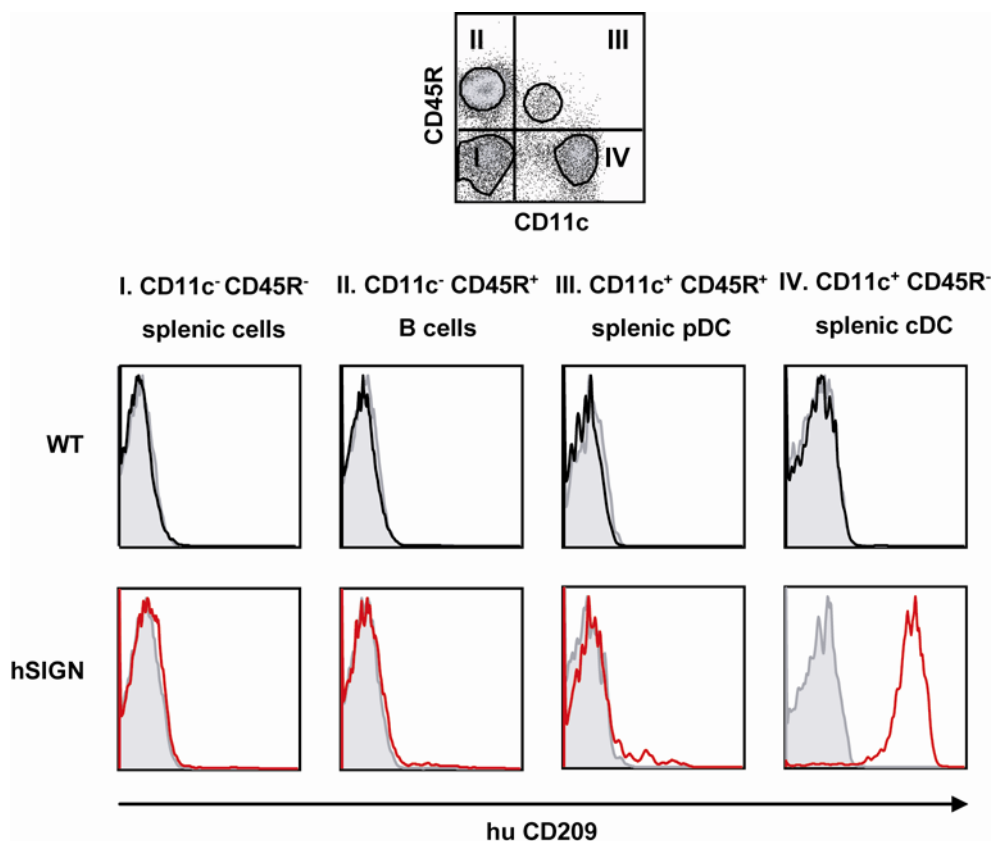 II III
CD45R
I IV
CD11c
I. CD11c⁻ CD45R⁻ II. CD11c⁻ CD45R⁺ III. CD11c⁺ CD45R⁺ IV. CD11c⁺ CD45R⁻
splenic cells B cells splenic pDC splenic cDC
WT
hSIGN
hu CD209